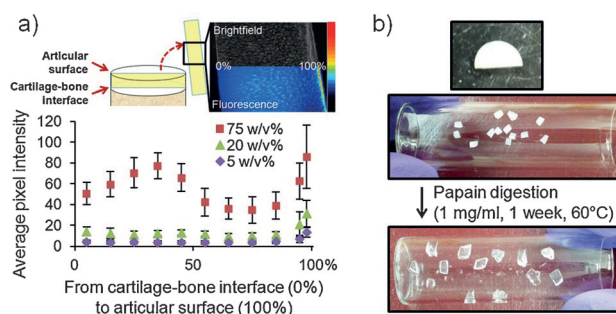 a)
Articular
surface
Cartilage-bone
interface
Brightfield
0%
100%
Fluorescence
Average pixel intensity
120
100
80
60
40
20
0
75 w/v%
20 w/v%
5 w/v%
0
50
100%
From cartilage-bone interface (0%)
to articular surface (100%)
b)
Papain digestion
(1 mg/ml, 1 week, 60°C)